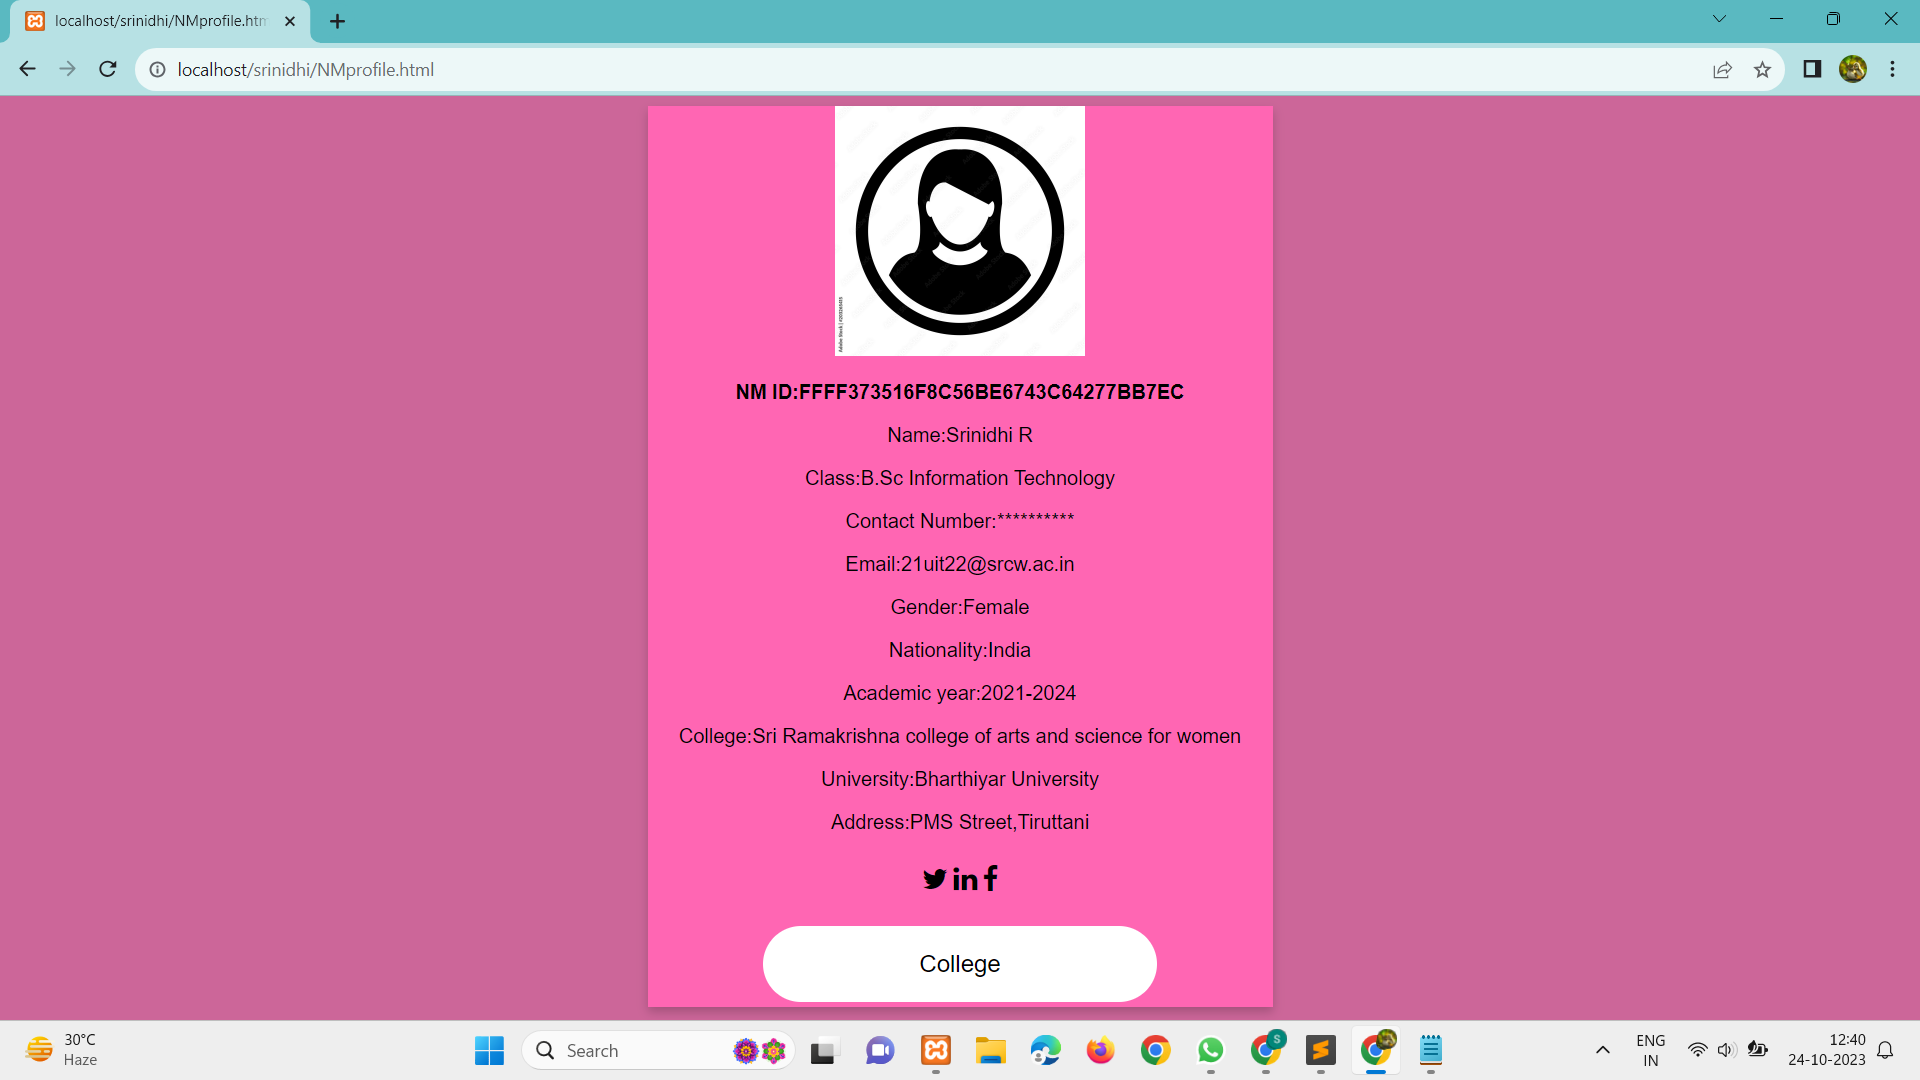 localhost/srinidhi/NMprofile.htm
localhost/srinidhi/NMprofile.html
NM ID:FFFF373516F8C56BE6743C64277BB7EC
Name:Srinidhi R
Class:B.Sc Information Technology
Contact Number:**********
Email:21uit22@srcw.ac.in
Gender:Female
Nationality:India
Academic year:2021-2024
College:Sri Ramakrishna college of arts and science for women
University:Bharthiyar University
Address:PMS Street,Tiruttani
College
30°C
Haze
Search
S
ENG
IN
12:40
24-10-2023